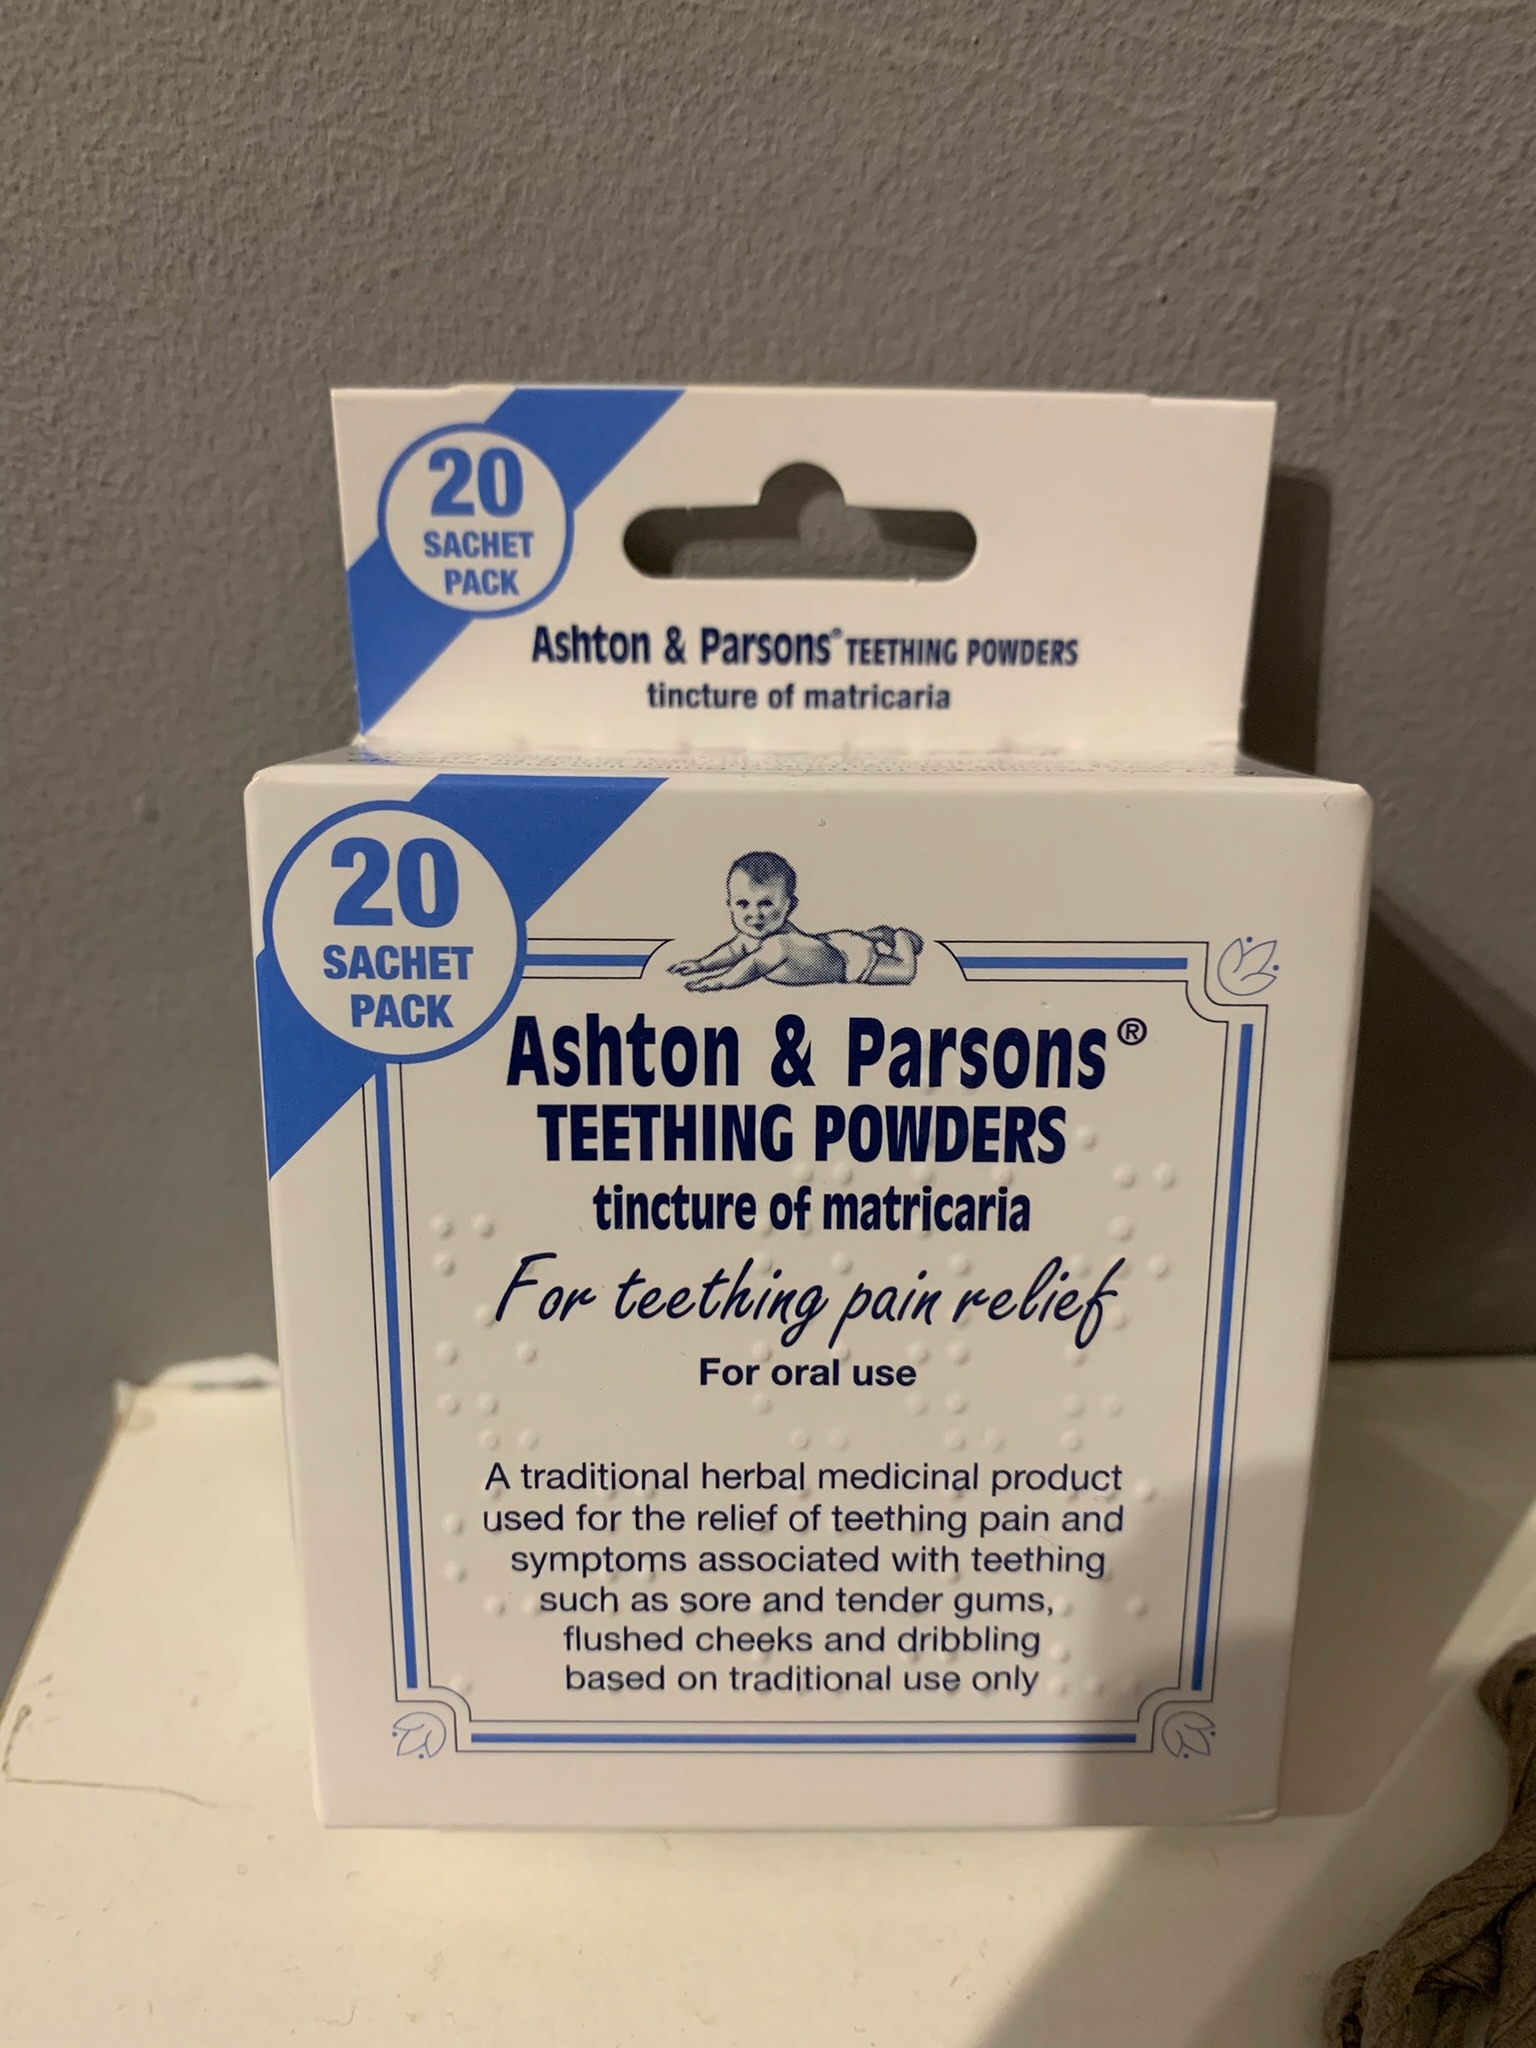 20
SACHET
PACK
Ashton & Parsons® TEETHING POWDERS
tincture of matricaria
20
SACHET
PACK
Ashton & Parsons®
TEETHING POWDERS
tincture of matricaria
For teething pain relief
For oral use
A traditional herbal medicinal product
used for the relief of teething pain and
symptoms associated with teething
such as sore and tender gums,
flushed cheeks and dribbling
based on traditional use only